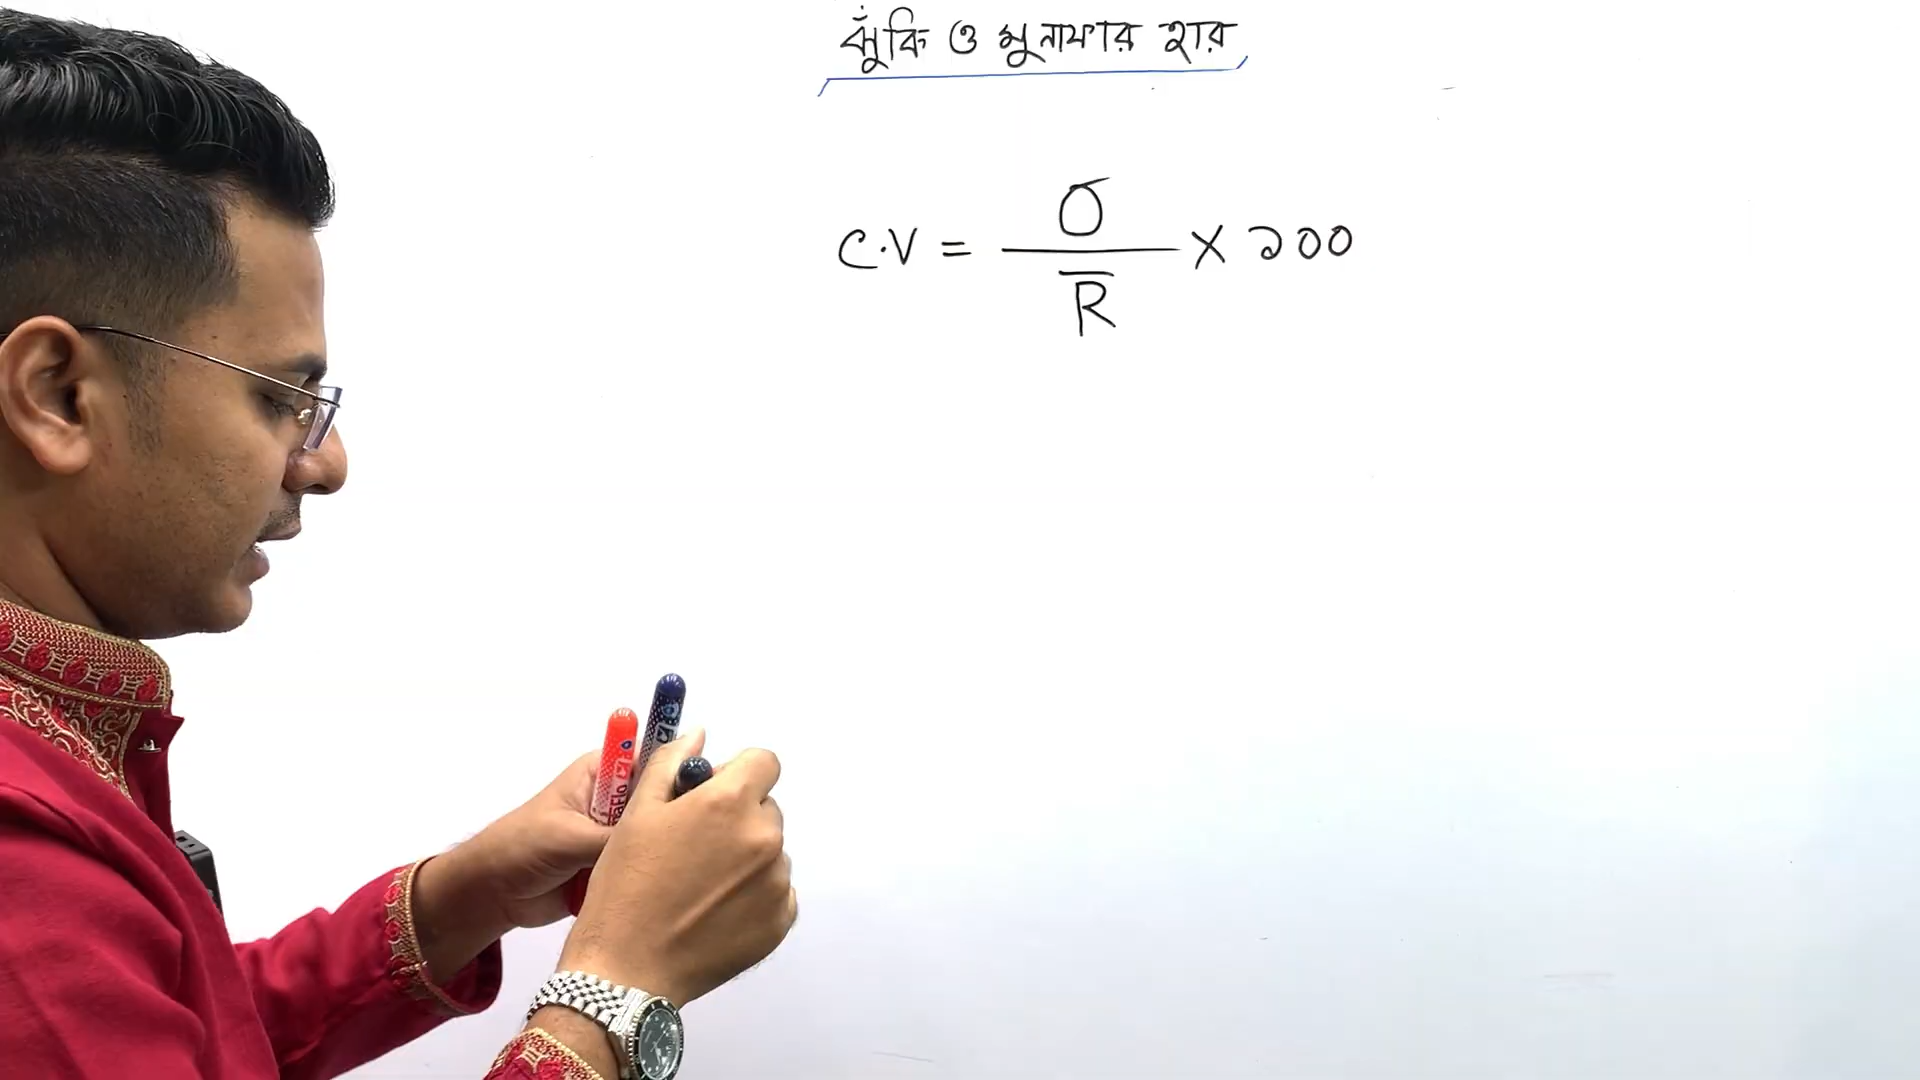 ঝুঁকি ও মুনাফার হার
C.V = σ / R̅ × ১০০